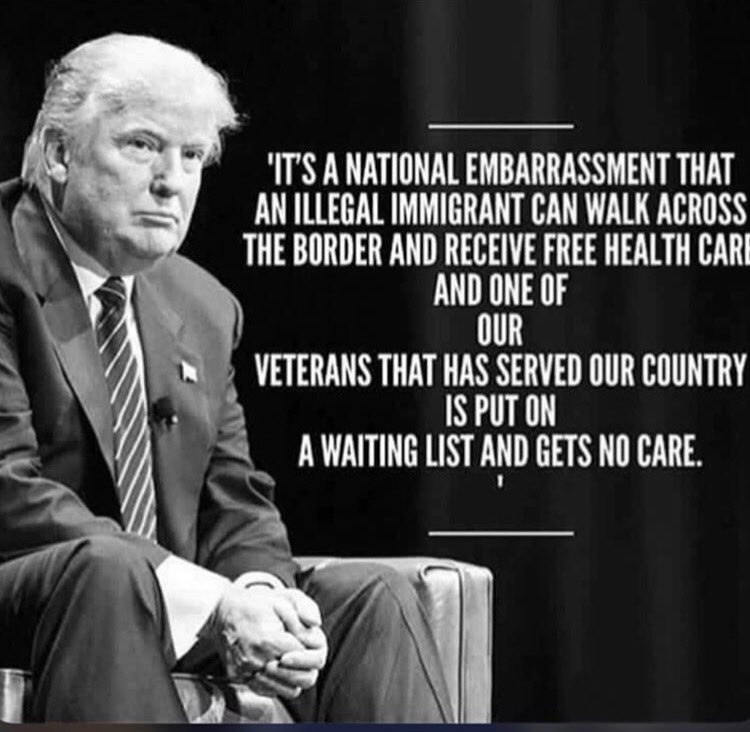 'IT'S A NATIONAL EMBARRASSMENT THAT
AN ILLEGAL IMMIGRANT CAN WALK ACROSS
THE BORDER AND RECEIVE FREE HEALTH CARE
AND ONE OF
OUR
VETERANS THAT HAS SERVED OUR COUNTRY
IS PUT ON
A WAITING LIST AND GETS NO CARE.
'